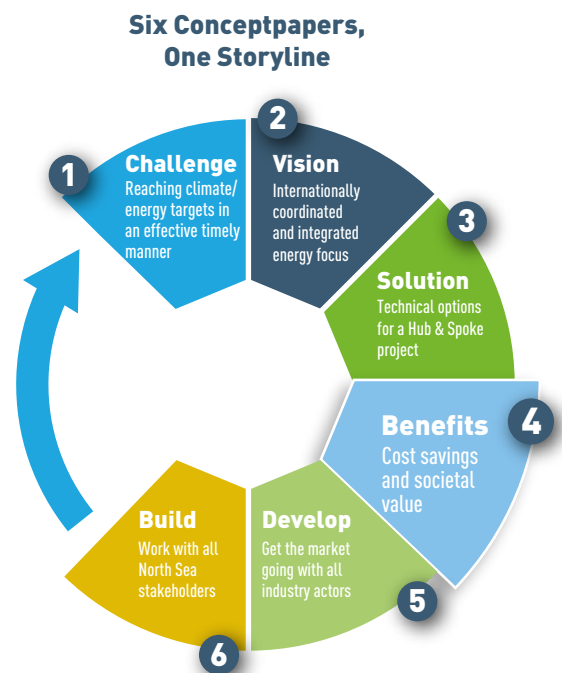 Six Conceptpapers,
One Storyline
1
Challenge
Reaching climate/
energy targets in
an effective timely
manner
2
Vision
Internationally
coordinated
and integrated
energy focus
3
Solution
Technical options
for a Hub & Spoke
project
4
Benefits
Cost savings
and societal
value
5
Develop
Get the market
going with all
industry actors
6
Build
Work with all
North Sea
stakeholders